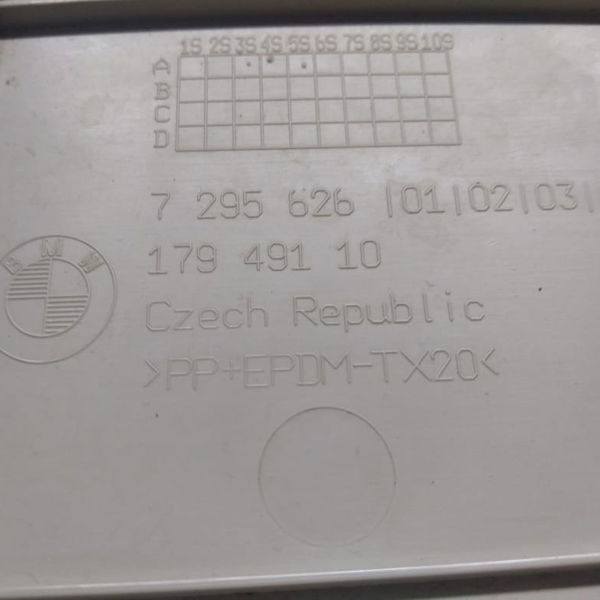 1S 2S 3S 4S 5S 6S 7S 8S 9S 10S
A
B
C
D
7 295 626 |01|02|03|
BMW
179 491 10
Czech Republic
>PP+EPDM-TX20<